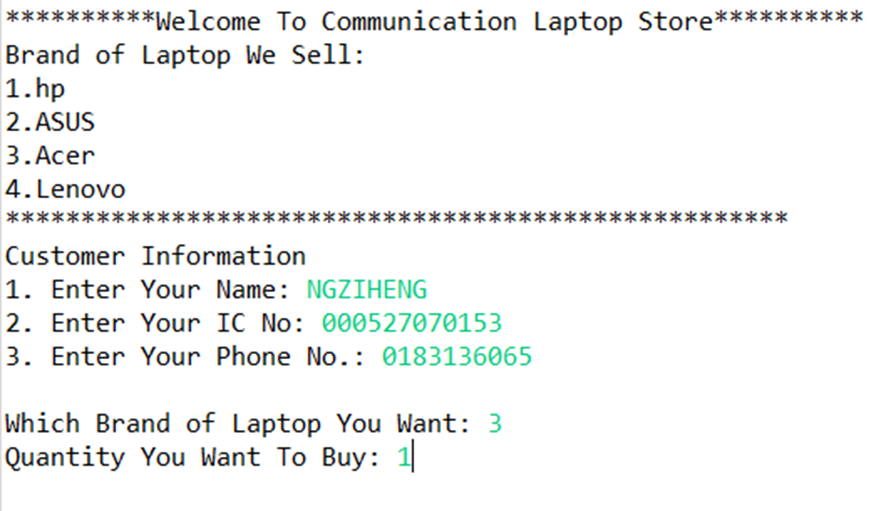 **********Welcome To Communication Laptop Store**********
Brand of Laptop We Sell:
1.hp
2.ASUS
3.Acer
4.Lenovo
****************************************************
Customer Information
1. Enter Your Name: NGZIHENG
2. Enter Your IC No: 000527070153
3. Enter Your Phone No.: 0183136065
Which Brand of Laptop You Want: 3
Quantity You Want To Buy: 1